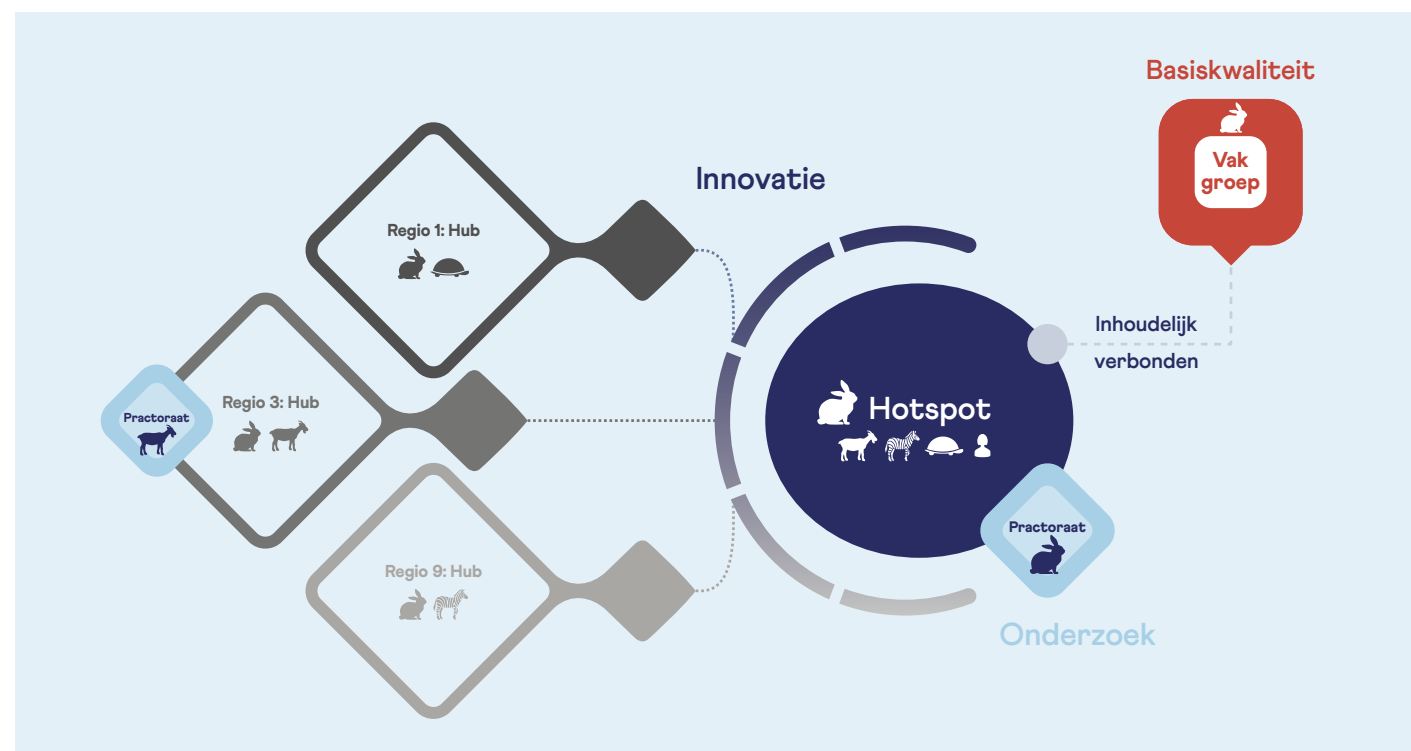 Basiskwaliteit
Vak
groep
Innovatie
Regio 1: Hub
Inhoudelijk
verbonden
Practoraat
Regio 3: Hub
Hotspot
Practoraat
Regio 9: Hub
Onderzoek